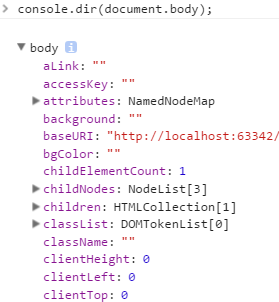 > console.dir(document.body);
▼ body i
aLink: ""
accessKey: ""
▶ attributes: NamedNodeMap
background: ""
baseURI: "http://localhost:63342/
bgColor: ""
childElementCount: 1
▶ childNodes: NodeList[3]
▶ children: HTMLCollection[1]
▶ classList: DOMTokenList[0]
className: ""
clientHeight: 0
clientLeft: 0
clientTop: 0